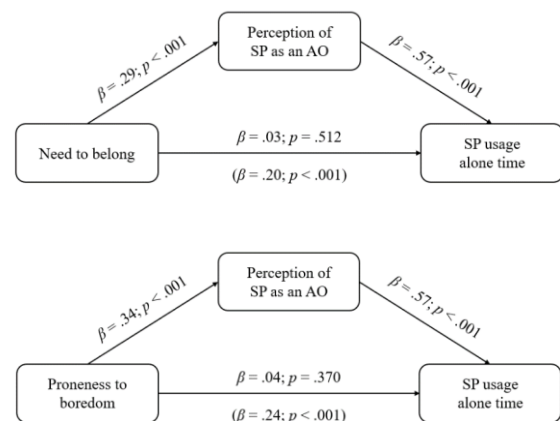 Perception of
SP as an AO
β = .29; p < .001
β = .57; p < .001
Need to belong
β = .03; p = .512
(β = .20; p < .001)
SP usage
alone time
Perception of
SP as an AO
β = .34; p < .001
β = .57; p < .001
Proneness to
boredom
β = .04; p = .370
(β = .24; p < .001)
SP usage
alone time